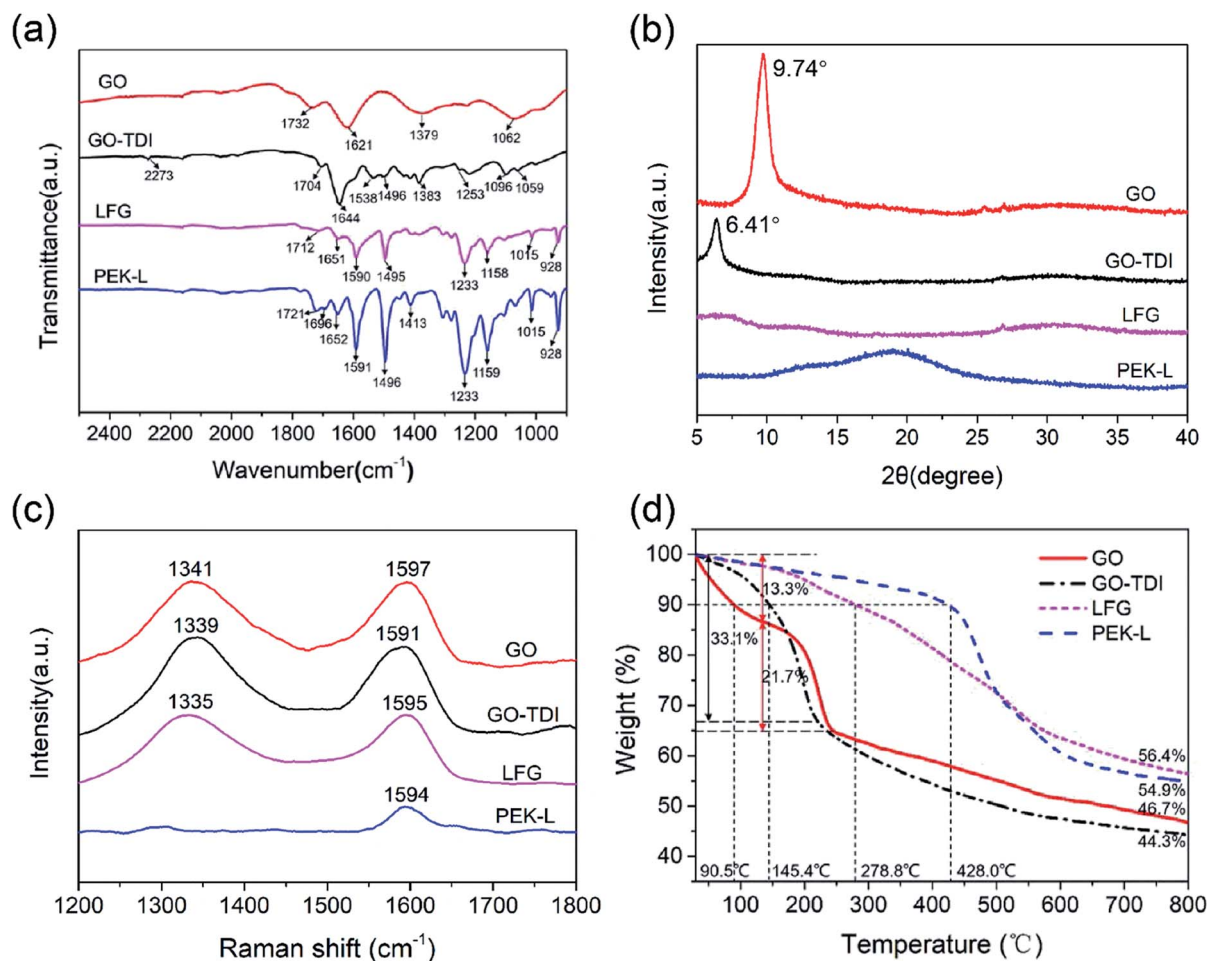 (a)
GO
1732
1621
1379
1062
GO-TDI
2273
1704
1644
1538
1496
1383
1253
1096
1059
LFG
1712
1651
1590
1495
1233
1158
1015
928
PEK-L
1721
1696
1652
1591
1496
1413
1233
1159
1015
928
Transmittance(a.u.)
2400 2200 2000 1800 1600 1400 1200 1000
Wavenumber(cm⁻¹)
(b)
9.74°
GO
6.41°
GO-TDI
LFG
PEK-L
Intensity(a.u.)
5 10 15 20 25 30 35 40
2θ(degree)
(c)
1341 1597
GO
1339 1591
GO-TDI
1335 1595
LFG
1594
PEK-L
Intensity(a.u.)
1200 1300 1400 1500 1600 1700 1800
Raman shift (cm⁻¹)
(d)
GO
GO-TDI
LFG
PEK-L
13.3%
33.1%
21.7%
56.4%
54.9%
46.7%
44.3%
90.5℃ 145.4℃ 278.8℃ 428.0℃
100
90
80
70
60
50
40
Weight (%)
100 200 300 400 500 600 700 800
Temperature (℃)